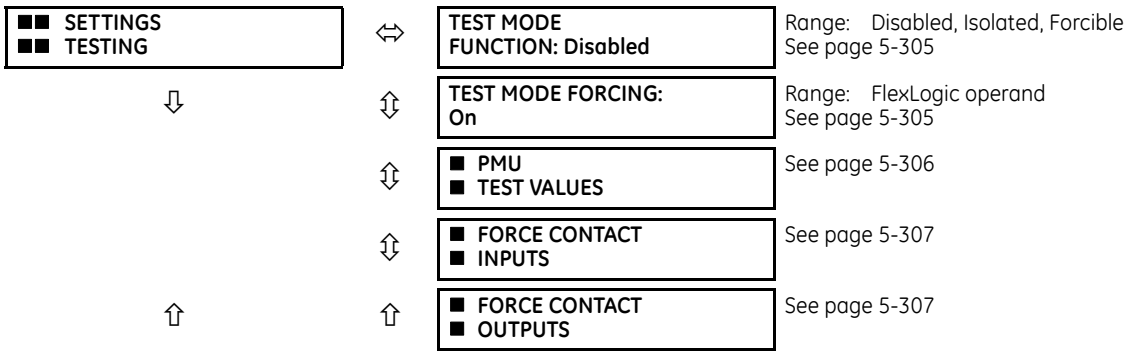 ■■ SETTINGS
■■ TESTING
TEST MODE
FUNCTION: Disabled
Range: Disabled, Isolated, Forcible
See page 5-305
TEST MODE FORCING:
On
Range: FlexLogic operand
See page 5-305
■ PMU
■ TEST VALUES
See page 5-306
■ FORCE CONTACT
■ INPUTS
See page 5-307
■ FORCE CONTACT
■ OUTPUTS
See page 5-307